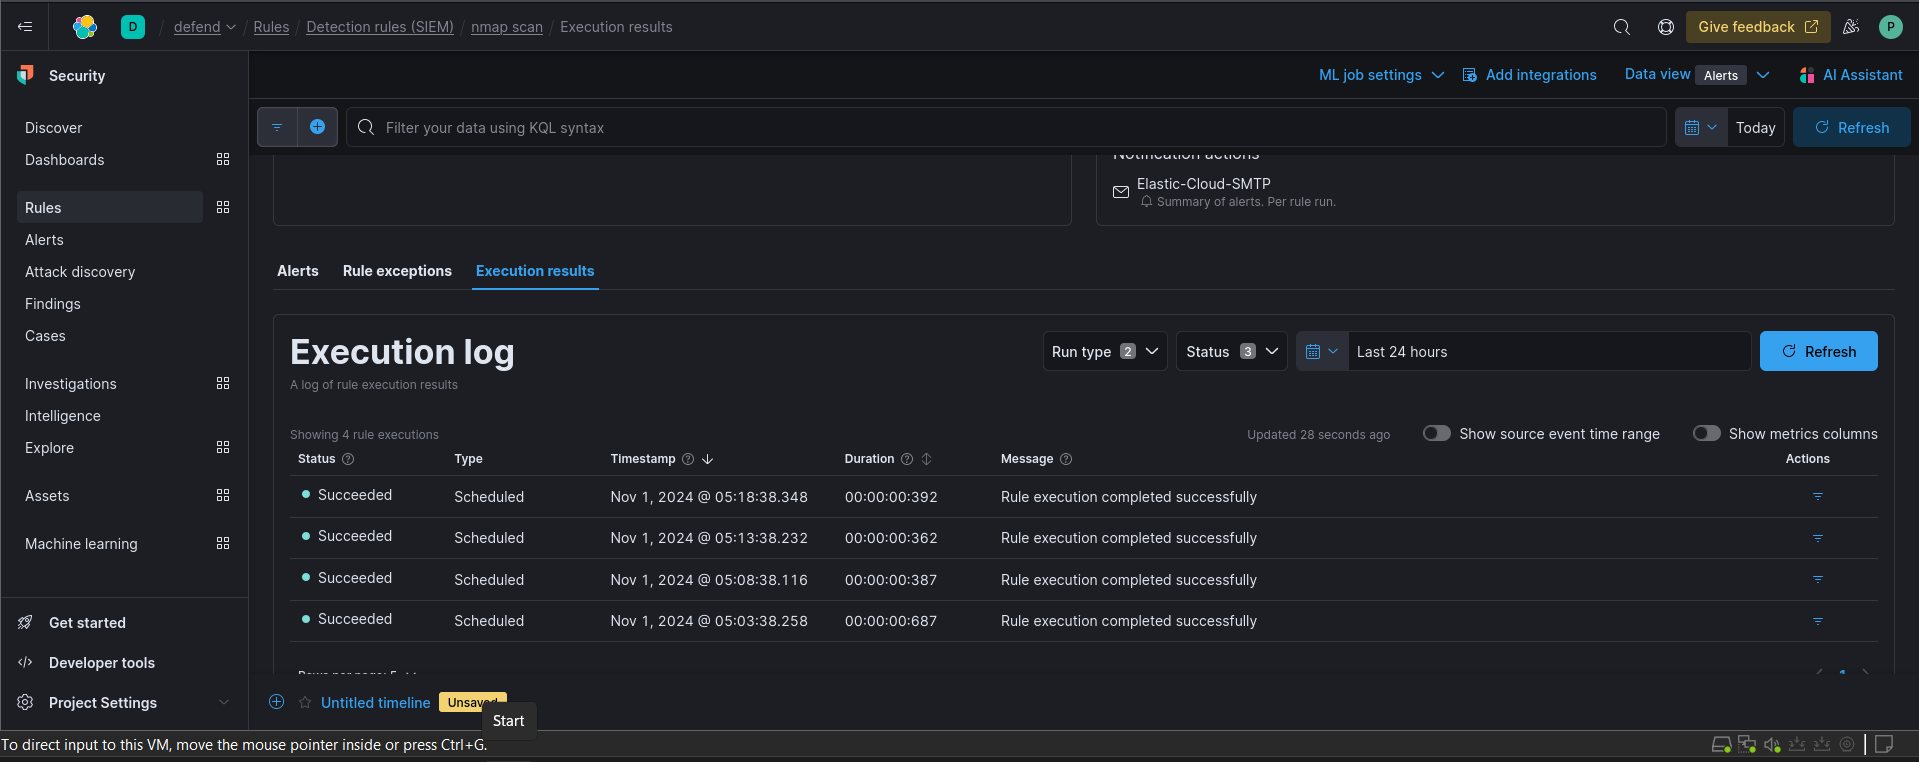 D / defend / Rules / Detection rules (SIEM) / nmap scan / Execution results
Give feedback
P
Security
ML job settings
Add integrations
Data view Alerts
AI Assistant
Discover
Dashboards
Rules
Alerts
Attack discovery
Findings
Cases
Investigations
Intelligence
Explore
Assets
Machine learning
Get started
Developer tools
Project Settings
Filter your data using KQL syntax
Today
Refresh
Notification actions
Elastic-Cloud-SMTP
Summary of alerts. Per rule run.
Alerts Rule exceptions Execution results
Execution log
A log of rule execution results
Run type 2
Status 3
Last 24 hours
Refresh
Showing 4 rule executions
Updated 28 seconds ago
Show source event time range
Show metrics columns
Status Type Timestamp Duration Message Actions
Succeeded Scheduled Nov 1, 2024 @ 05:18:38.348 00:00:00:392 Rule execution completed successfully
Succeeded Scheduled Nov 1, 2024 @ 05:13:38.232 00:00:00:362 Rule execution completed successfully
Succeeded Scheduled Nov 1, 2024 @ 05:08:38.116 00:00:00:387 Rule execution completed successfully
Succeeded Scheduled Nov 1, 2024 @ 05:03:38.258 00:00:00:687 Rule execution completed successfully
Rows per page: 5
Untitled timeline
Unsaved
Start
To direct input to this VM, move the mouse pointer inside or press Ctrl+G.